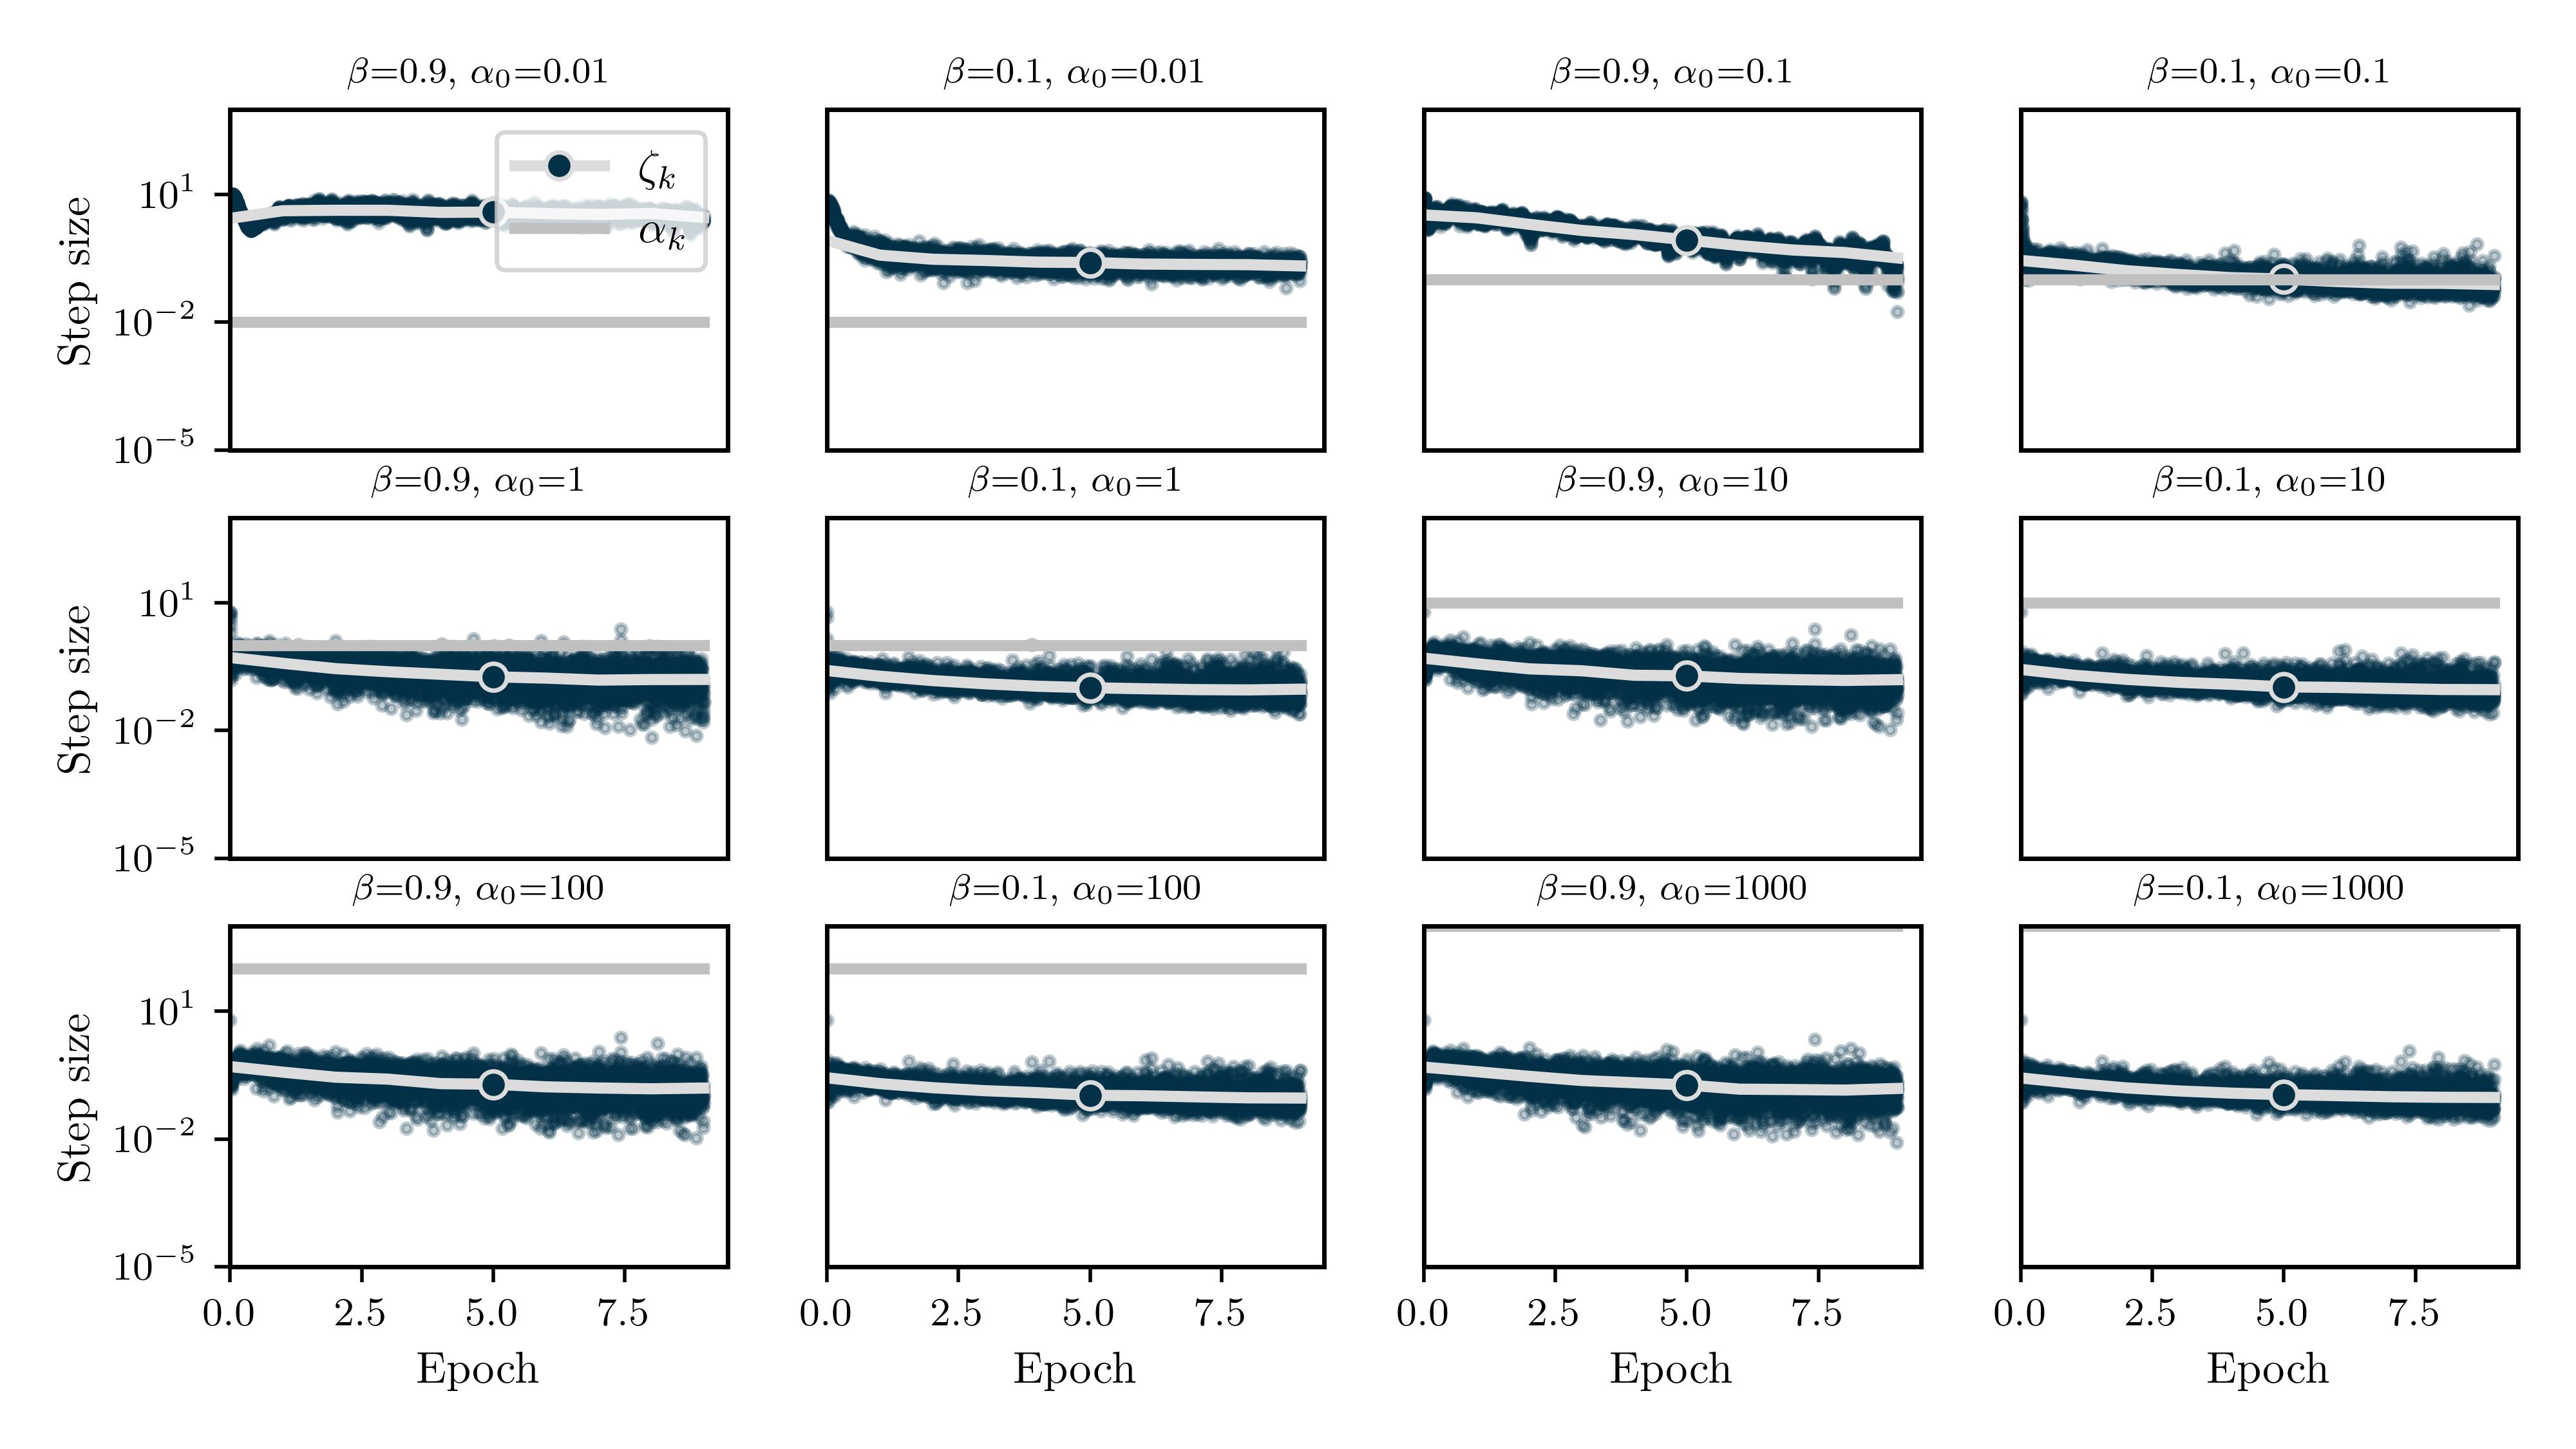 β=0.9, α₀=0.01
β=0.1, α₀=0.01
β=0.9, α₀=0.1
β=0.1, α₀=0.1
Step size
10¹
10⁻²
10⁻⁵
ζₖ
αₖ
β=0.9, α₀=1
β=0.1, α₀=1
β=0.9, α₀=10
β=0.1, α₀=10
Step size
10¹
10⁻²
10⁻⁵
β=0.9, α₀=100
β=0.1, α₀=100
β=0.9, α₀=1000
β=0.1, α₀=1000
Step size
10¹
10⁻²
10⁻⁵
0.0 2.5 5.0 7.5
0.0 2.5 5.0 7.5
0.0 2.5 5.0 7.5
0.0 2.5 5.0 7.5
Epoch
Epoch
Epoch
Epoch